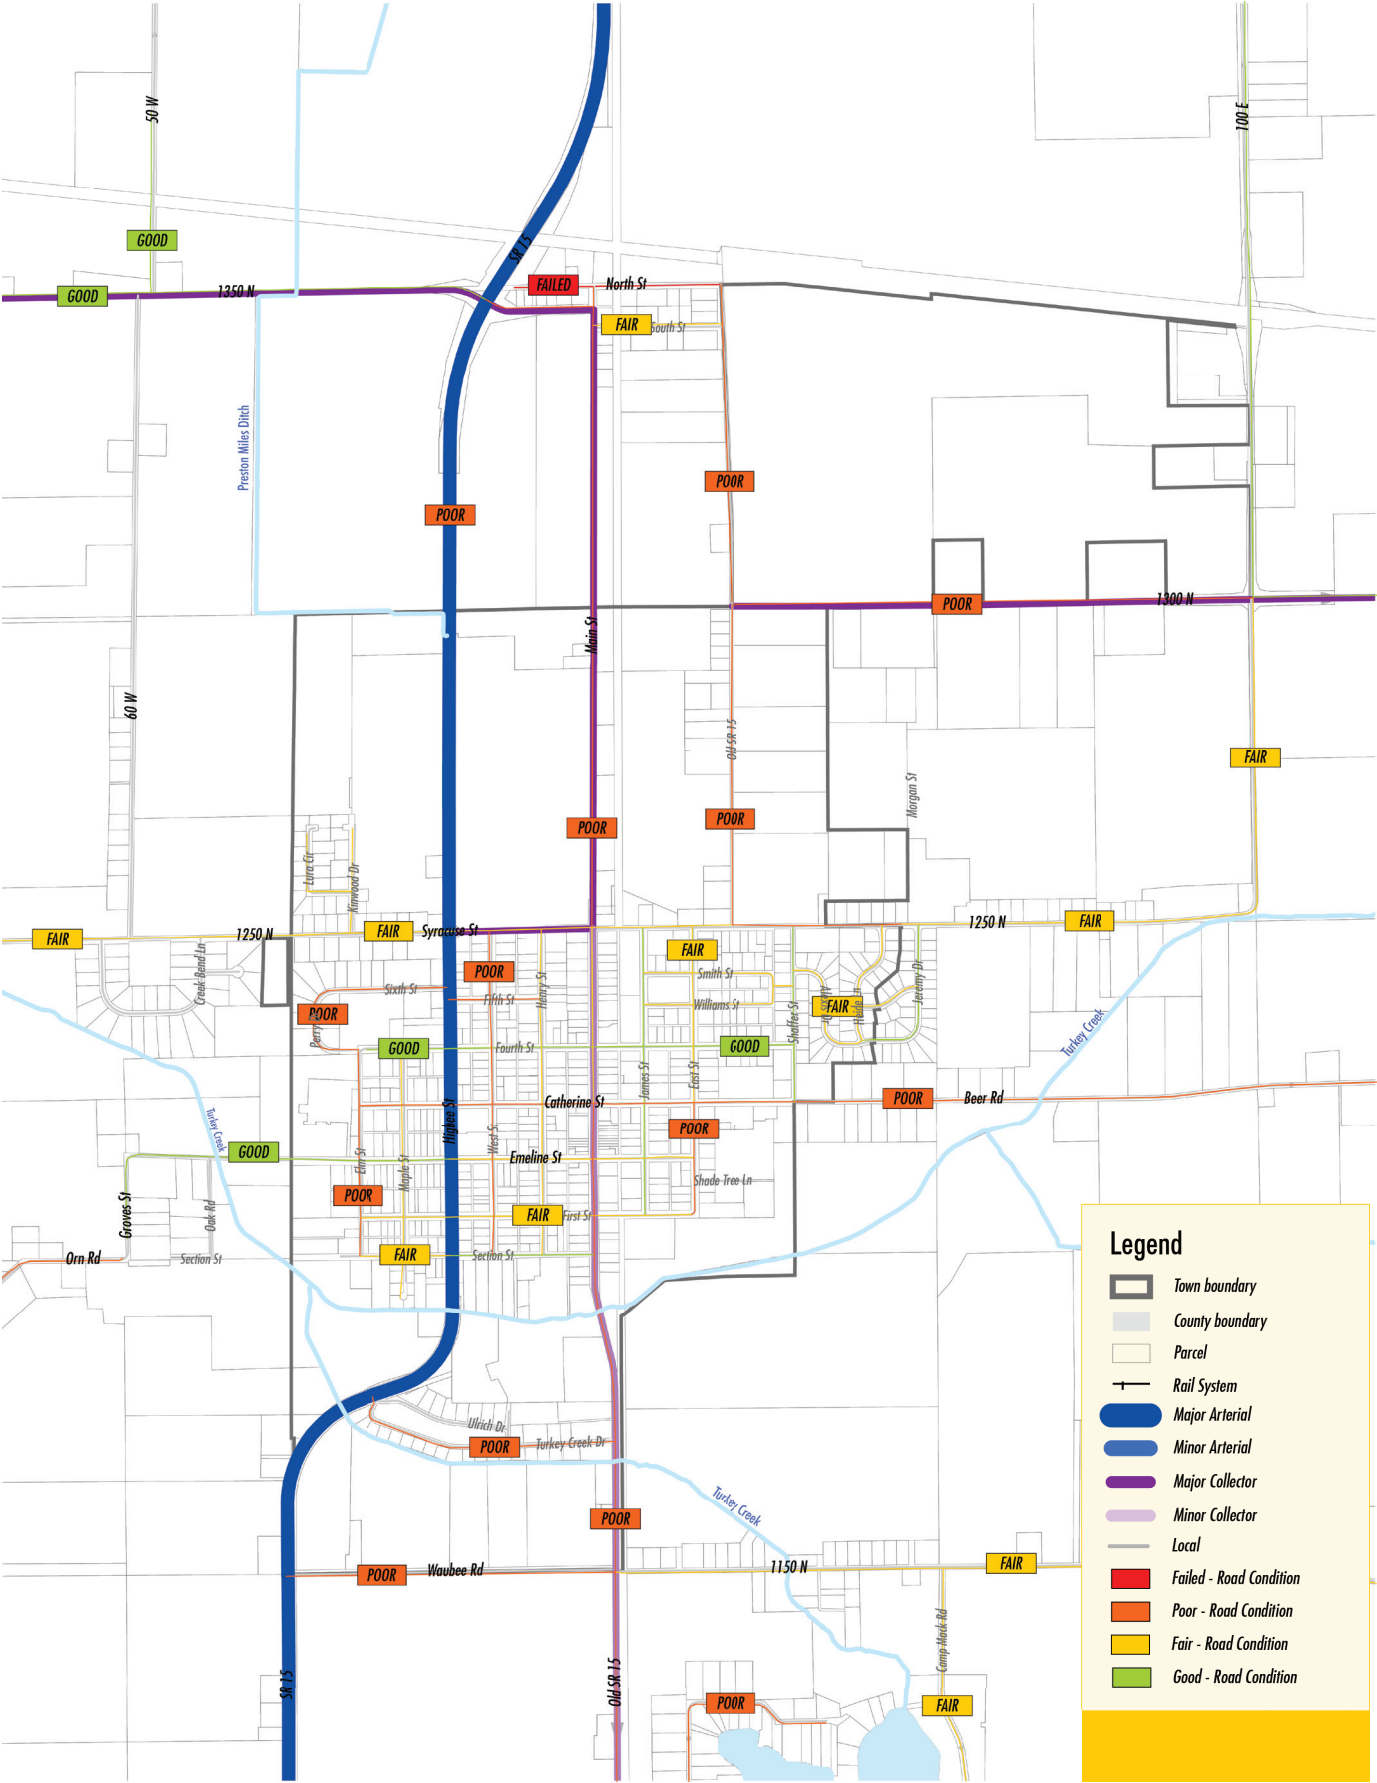 50 W
100 E
GOOD
SR 15
GOOD
1350 N
FAILED
North St
FAIR
South St
Preston Miles Ditch
POOR
POOR
POOR
1300 N
Main St
60 W
Old SR 15
FAIR
Morgan St
POOR
POOR
Lura Cir
Kinwood Dr
FAIR
1250 N
FAIR
Syracuse St
1250 N
FAIR
FAIR
POOR
Smith St
Creek Bend Ln
Sixth St
Fifth St
Henry St
Williams St
FAIR
Heide Ln
Jeremy Dr
Shaffer St
POOR
Perry
Turkey Creek
GOOD
Fourth St
GOOD
James St
East St
Catherine St
POOR
Beer Rd
Higbee St
Turkey Creek
West St
POOR
GOOD
Emeline St
Elm St
Maple St
Shade Tree Ln
POOR
Groves St
Oak Rd
FAIR
First St
Orn Rd
Section St
FAIR
Section St
Ulrich Dr
POOR
Turkey Creek Dr
Turkey Creek
POOR
POOR
Waubee Rd
1150 N
FAIR
Camp Mack Rd
SR 15
Old SR 15
POOR
FAIR
Legend
Town boundary
County boundary
Parcel
Rail System
Major Arterial
Minor Arterial
Major Collector
Minor Collector
Local
Failed - Road Condition
Poor - Road Condition
Fair - Road Condition
Good - Road Condition